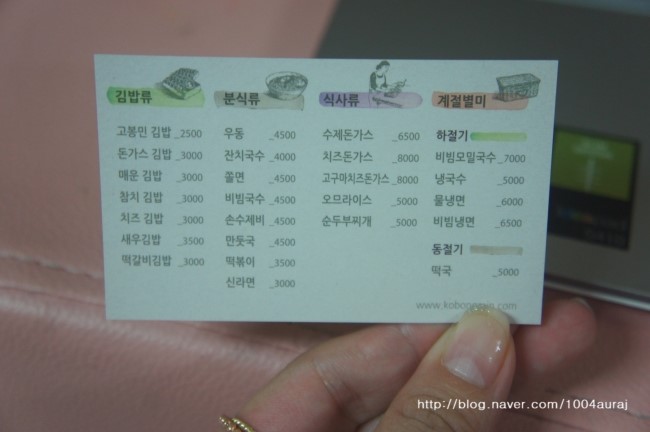 김밥류
고봉민 김밥 _2500
돈가스 김밥 _3000
매운 김밥 _3000
참치 김밥 _3000
치즈 김밥 _3000
새우김밥 _3500
떡갈비김밥 _3000
분식류
우동 _4500
잔치국수 _4000
쫄면 _4500
비빔국수 _4500
손수제비 _4500
만둣국 _4500
떡볶이 _3500
신라면 _3000
식사류
수제돈가스 _6500
치즈돈가스 _8000
고구마치즈돈가스 _8000
오므라이스 _5000
순두부찌개 _5000
계절별미
하절기
비빔모밀국수 _7000
냉국수 _5000
물냉면 _6000
비빔냉면 _6500
동절기
떡국 _5000
http://blog.naver.com/1004auraj